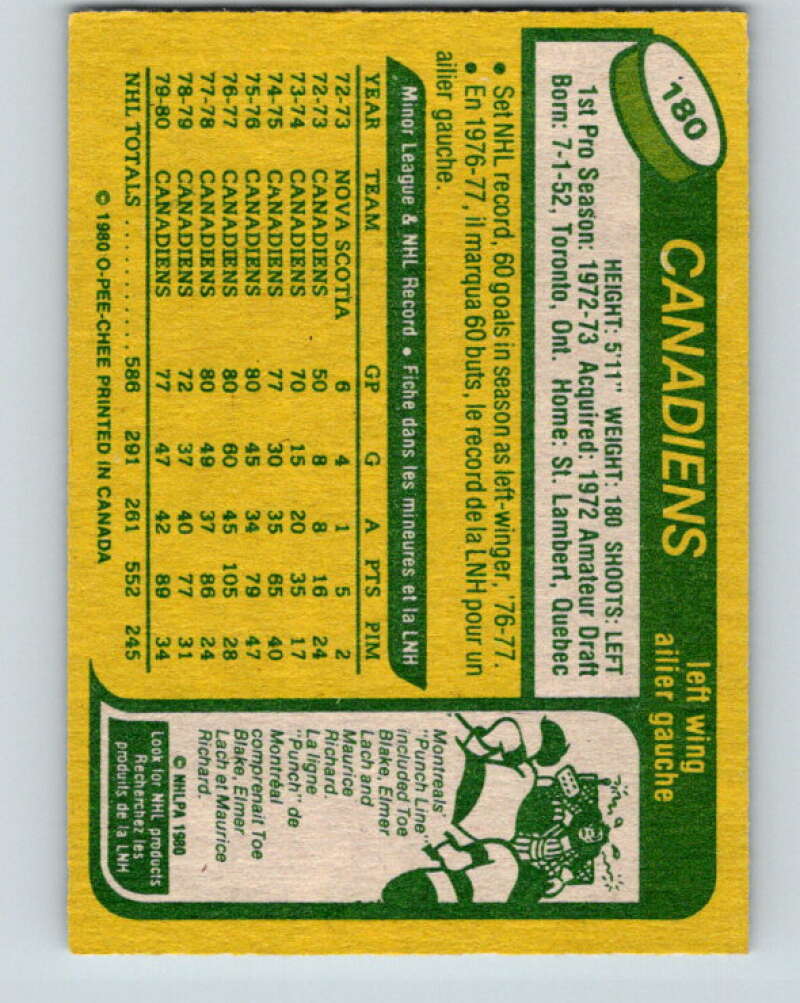 180
CANADIENS
left wing
ailier gauche
HEIGHT: 5'11" WEIGHT: 180 SHOOTS: LEFT
1st Pro Season: 1972-73 Acquired: 1972 Amateur Draft
Born: 7-1-52, Toronto, Ont. Home: St. Lambert, Quebec
• Set NHL record, 60 goals in season as left-winger, '76-77.
• En 1976-77, il marqua 60 buts, le record de la LNH pour un
ailier gauche.
Minor League & NHL Record • Fiche dans les mineures et la LNH
YEAR TEAM GP G A PTS PIM
72-73 NOVA SCOTIA 6 4 1 5 2
72-73 CANADIENS 50 8 8 16 24
73-74 CANADIENS 70 15 20 35 17
74-75 CANADIENS 77 30 35 65 40
75-76 CANADIENS 80 45 34 79 47
76-77 CANADIENS 80 60 45 105 28
77-78 CANADIENS 80 49 37 86 24
78-79 CANADIENS 72 37 40 77 31
79-80 CANADIENS 77 47 42 89 34
NHL TOTALS .......... 586 291 261 552 245
© 1980 O-PEE-CHEE PRINTED IN CANADA
Montreals'
"Punch Line"
included Toe
Blake, Elmer
Lach and
Maurice
Richard.
La ligne
"Punch" de
Montréal
comprenait Toe
Blake, Elmer
Lach et Maurice
Richard.
© NHLPA 1980
Look for NHL products
Recherchez les
produits de la LNH